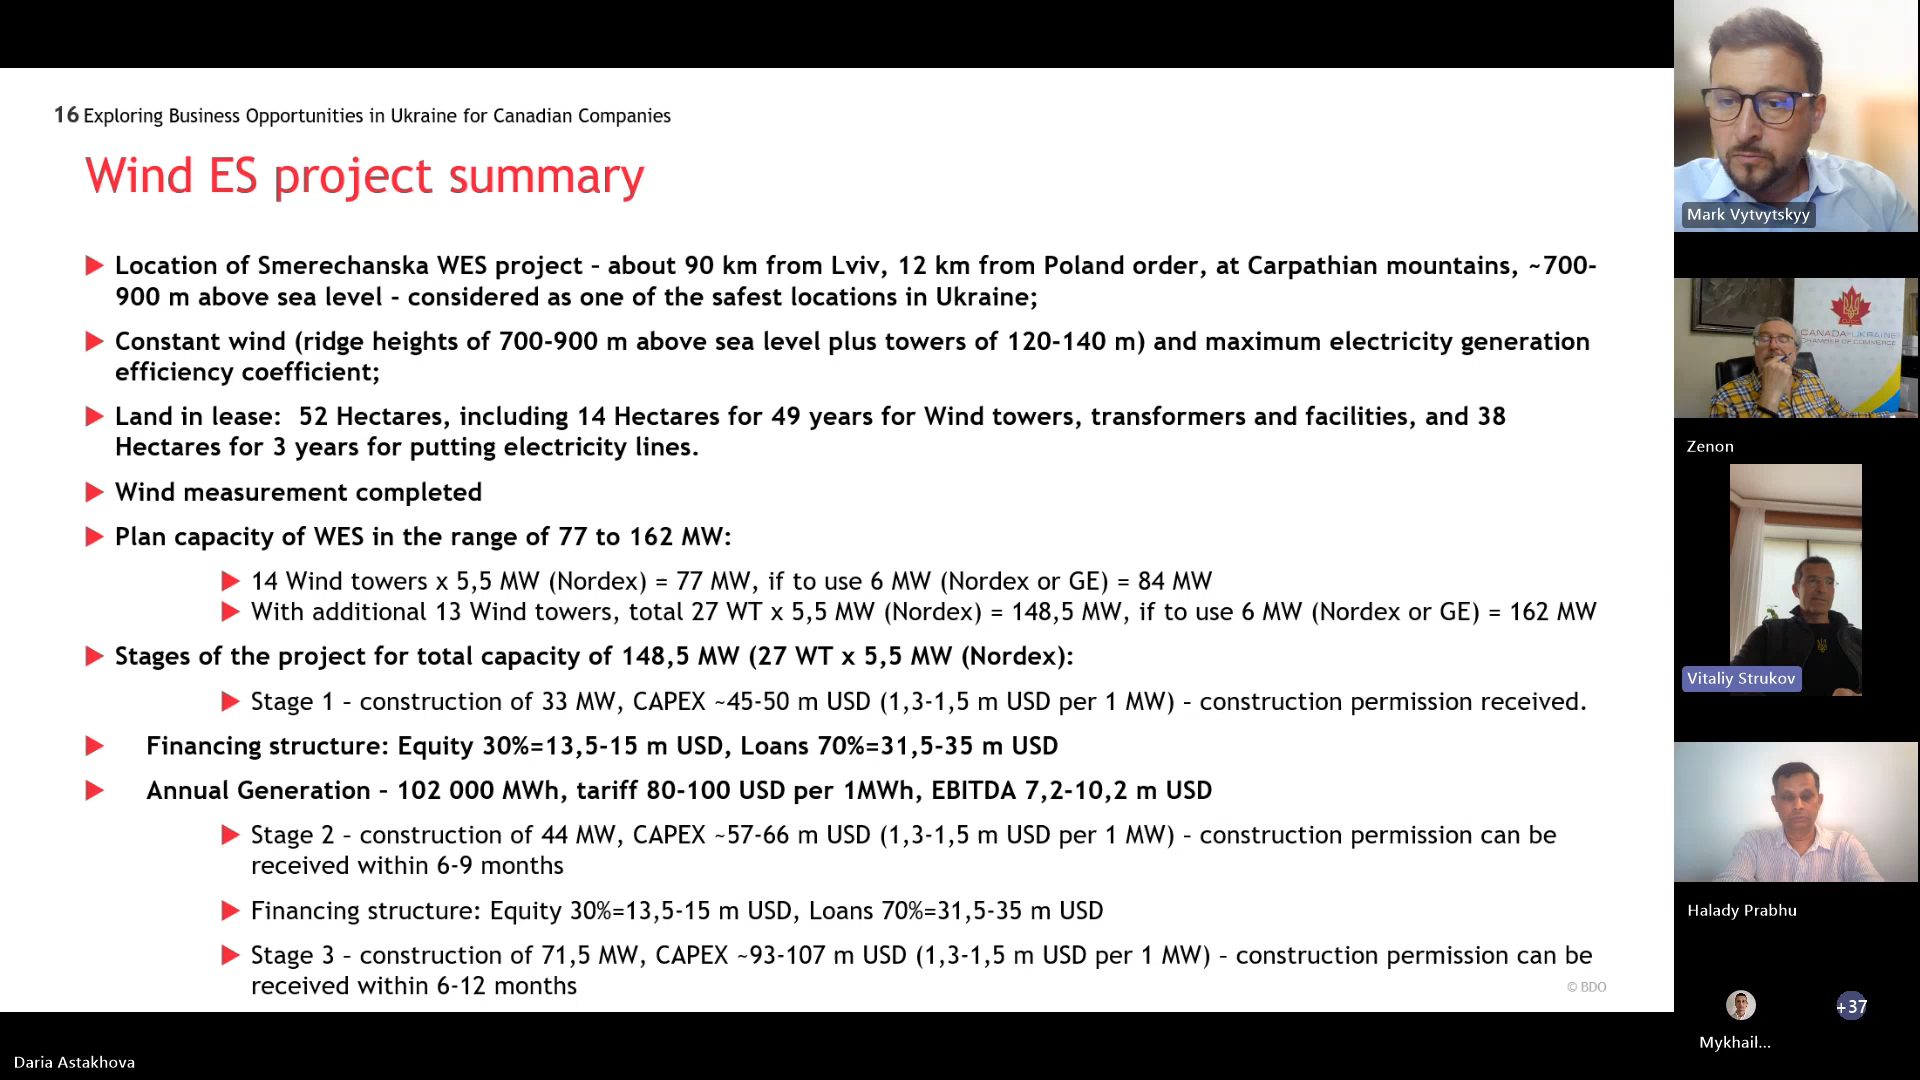 16 Exploring Business Opportunities in Ukraine for Canadian Companies
Wind ES project summary
Location of Smerechanska WES project – about 90 km from Lviv, 12 km from Poland order, at Carpathian mountains, ~700-
900 m above sea level - considered as one of the safest locations in Ukraine;
Constant wind (ridge heights of 700-900 m above sea level plus towers of 120-140 m) and maximum electricity generation
efficiency coefficient;
Land in lease: 52 Hectares, including 14 Hectares for 49 years for Wind towers, transformers and facilities, and 38
Hectares for 3 years for putting electricity lines.
Wind measurement completed
Plan capacity of WES in the range of 77 to 162 MW:
14 Wind towers x 5,5 MW (Nordex) = 77 MW, if to use 6 MW (Nordex or GE) = 84 MW
With additional 13 Wind towers, total 27 WT x 5,5 MW (Nordex) = 148,5 MW, if to use 6 MW (Nordex or GE) = 162 MW
Stages of the project for total capacity of 148,5 MW (27 WT x 5,5 MW (Nordex):
Stage 1 – construction of 33 MW, CAPEX ~45-50 m USD (1,3-1,5 m USD per 1 MW) – construction permission received.
Financing structure: Equity 30%=13,5-15 m USD, Loans 70%=31,5-35 m USD
Annual Generation – 102 000 MWh, tariff 80-100 USD per 1MWh, EBITDA 7,2-10,2 m USD
Stage 2 – construction of 44 MW, CAPEX ~57-66 m USD (1,3-1,5 m USD per 1 MW) – construction permission can be
received within 6-9 months
Financing structure: Equity 30%=13,5-15 m USD, Loans 70%=31,5-35 m USD
Stage 3 – construction of 71,5 MW, CAPEX ~93-107 m USD (1,3-1,5 m USD per 1 MW) – construction permission can be
received within 6-12 months
© BDO
Daria Astakhova
Mark Vytvytskyy
CANADA-UKRAINE
CHAMBER OF COMMERCE
Zenon
Vitaliy Strukov
Halady Prabhu
+37
Mykhail...